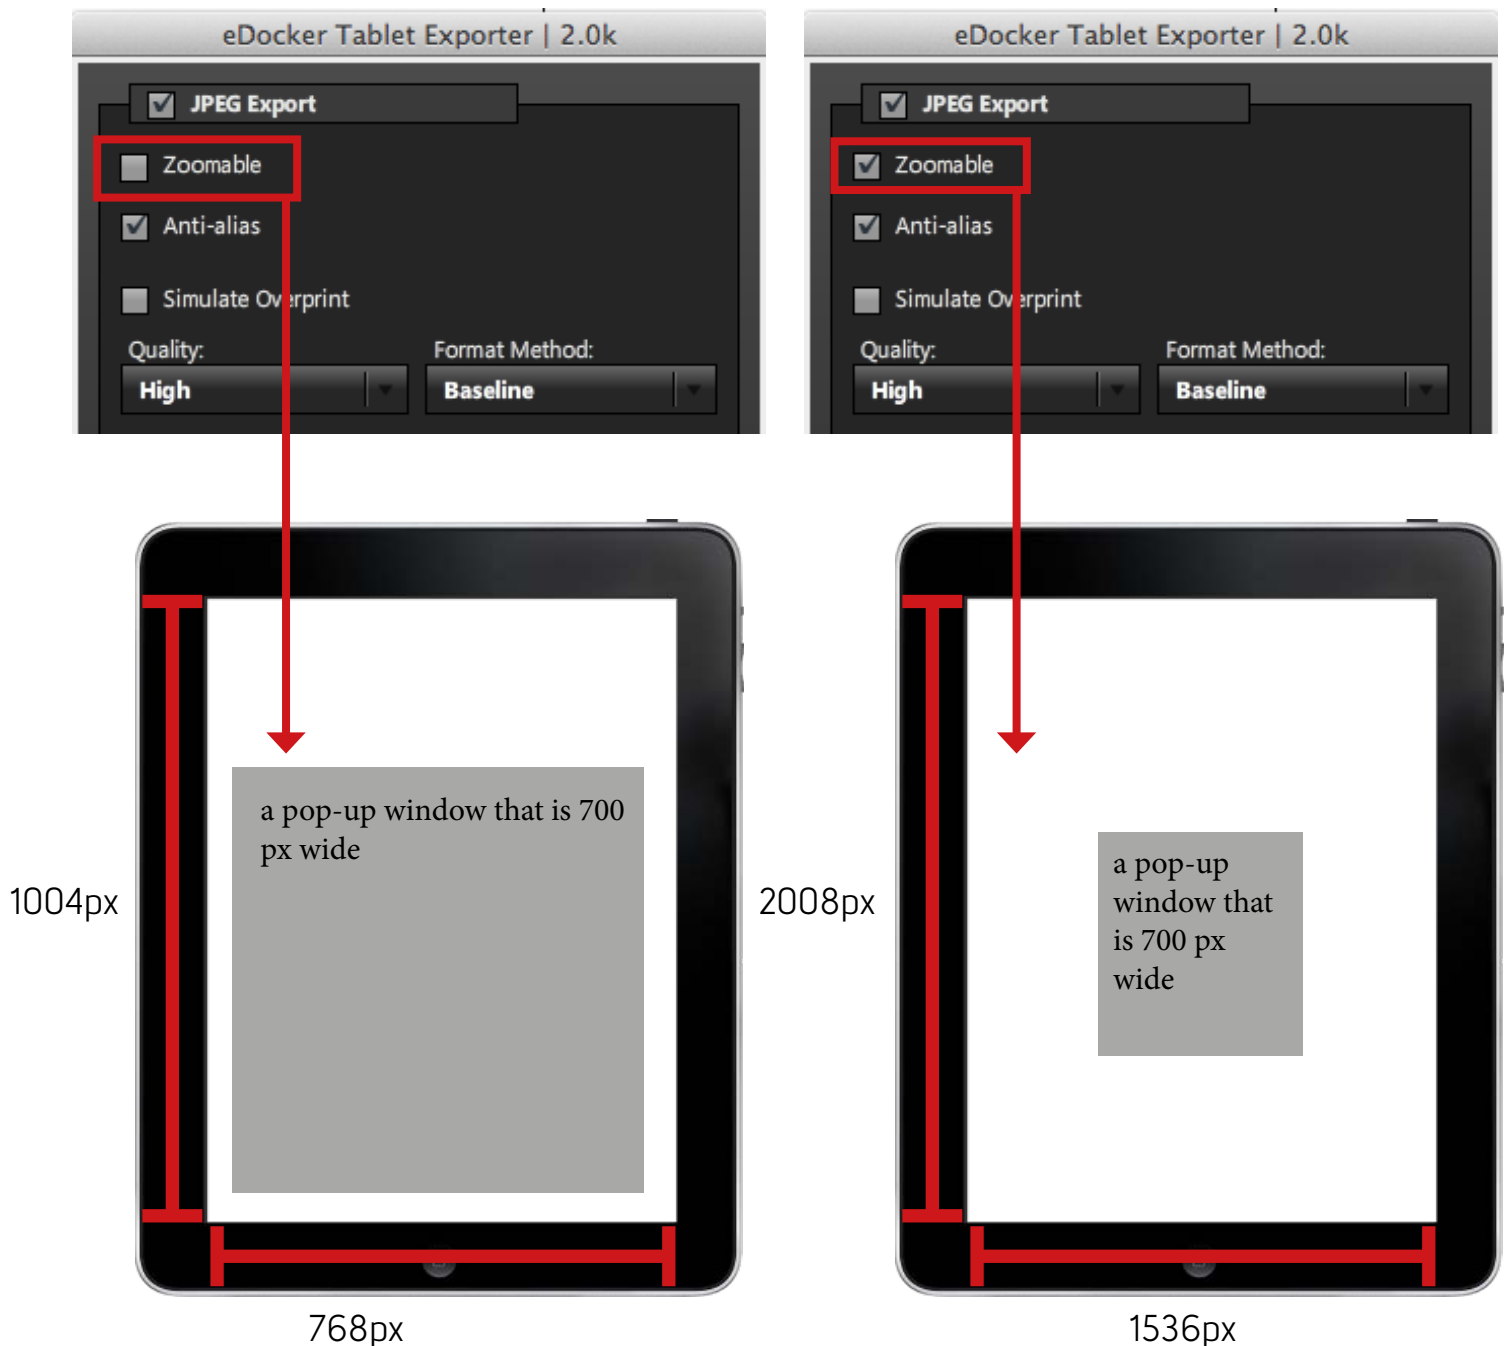 eDocker Tablet Exporter | 2.0k
JPEG Export
Zoomable
Anti-alias
Simulate Overprint
Quality:
Format Method:
High
Baseline
eDocker Tablet Exporter | 2.0k
JPEG Export
Zoomable
Anti-alias
Simulate Overprint
Quality:
Format Method:
High
Baseline
a pop-up window that is 700
px wide
1004px
768px
a pop-up
window that
is 700 px
wide
2008px
1536px